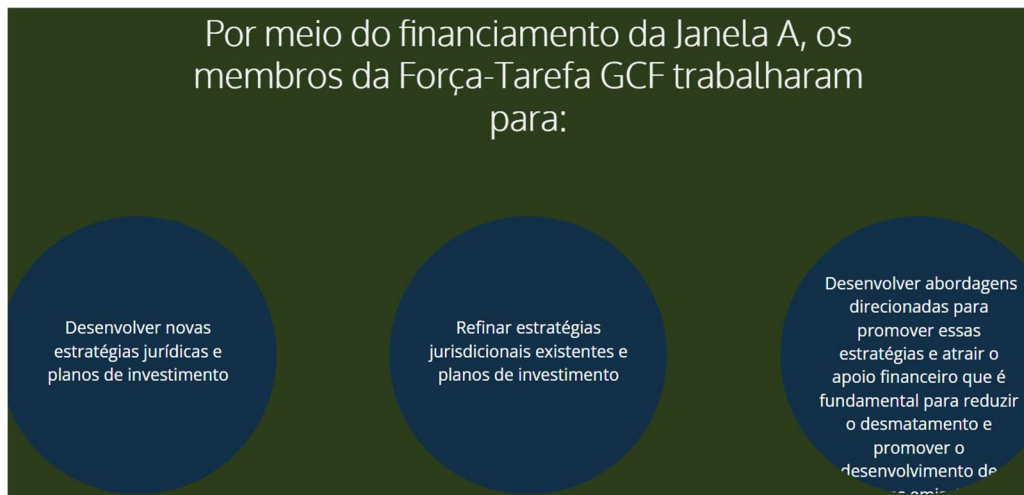 Por meio do financiamento da Janela A, os
membros da Força-Tarefa GCF trabalharam
para:
Desenvolver novas
estratégias jurídicas e
planos de investimento
Refinar estratégias
jurisdicionais existentes e
planos de investimento
Desenvolver abordagens
direcionadas para
promover essas
estratégias e atrair o
apoio financeiro que é
fundamental para reduzir
o desmatamento e
promover o
desenvolvimento de